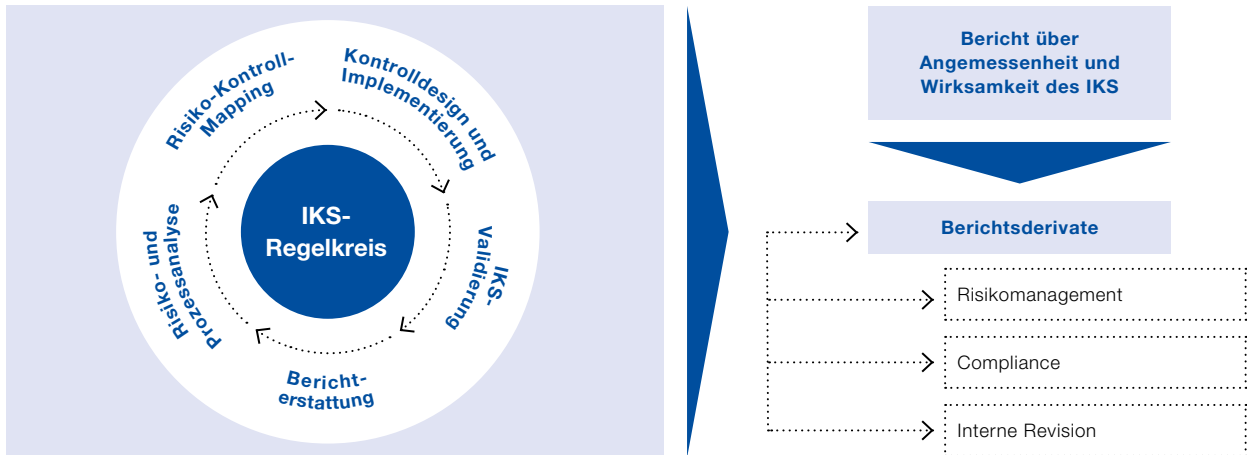 Risiko-Kontroll-
Mapping
Kontrolldesign und
Implementierung
IKS-
Validierung
Bericht-
erstattung
Risiko- und
Prozessanalyse
IKS-
Regelkreis
Bericht über
Angemessenheit und
Wirksamkeit des IKS
Berichtsderivate
Risikomanagement
Compliance
Interne Revision